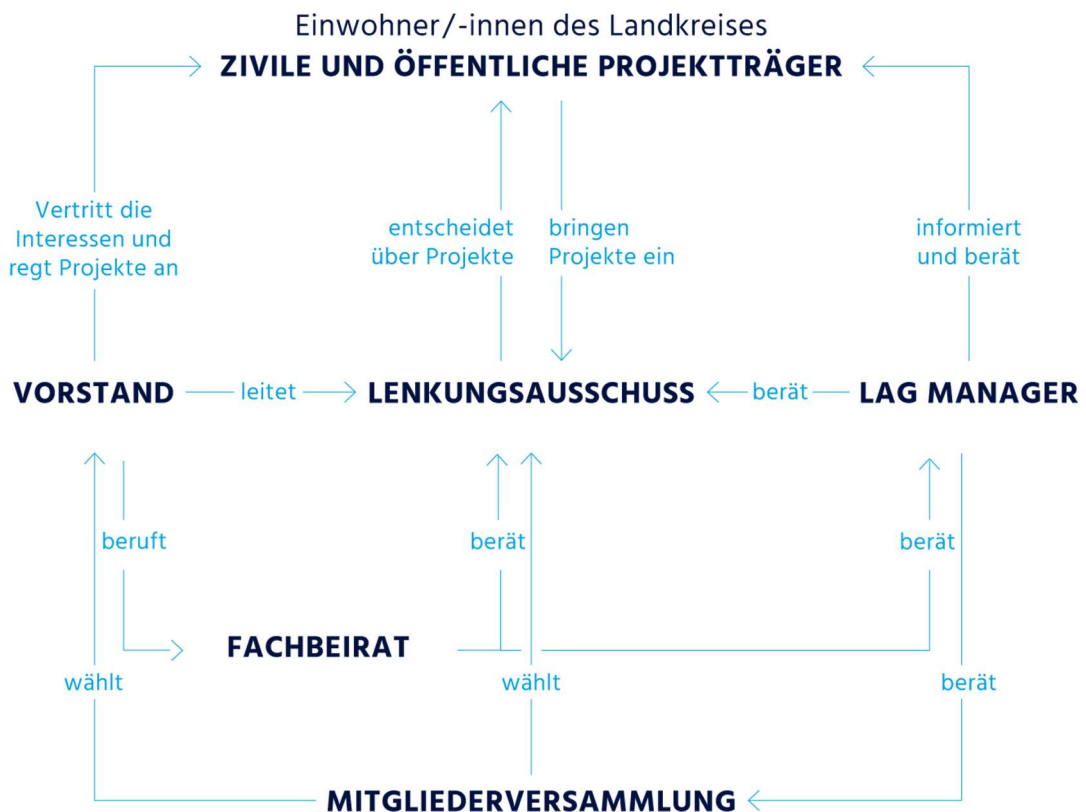 Einwohner/-innen des Landkreises
ZIVILE UND ÖFFENTLICHE PROJEKTTRÄGER
Vertritt die
Interessen und
regt Projekte an
entscheidet
über Projekte
bringen
Projekte ein
informiert
und berät
VORSTAND
leitet
LENKUNGSAUSSCHUSS
berät
LAG MANAGER
beruft
berät
berät
FACHBEIRAT
wählt
wählt
berät
MITGLIEDERVERSAMMLUNG